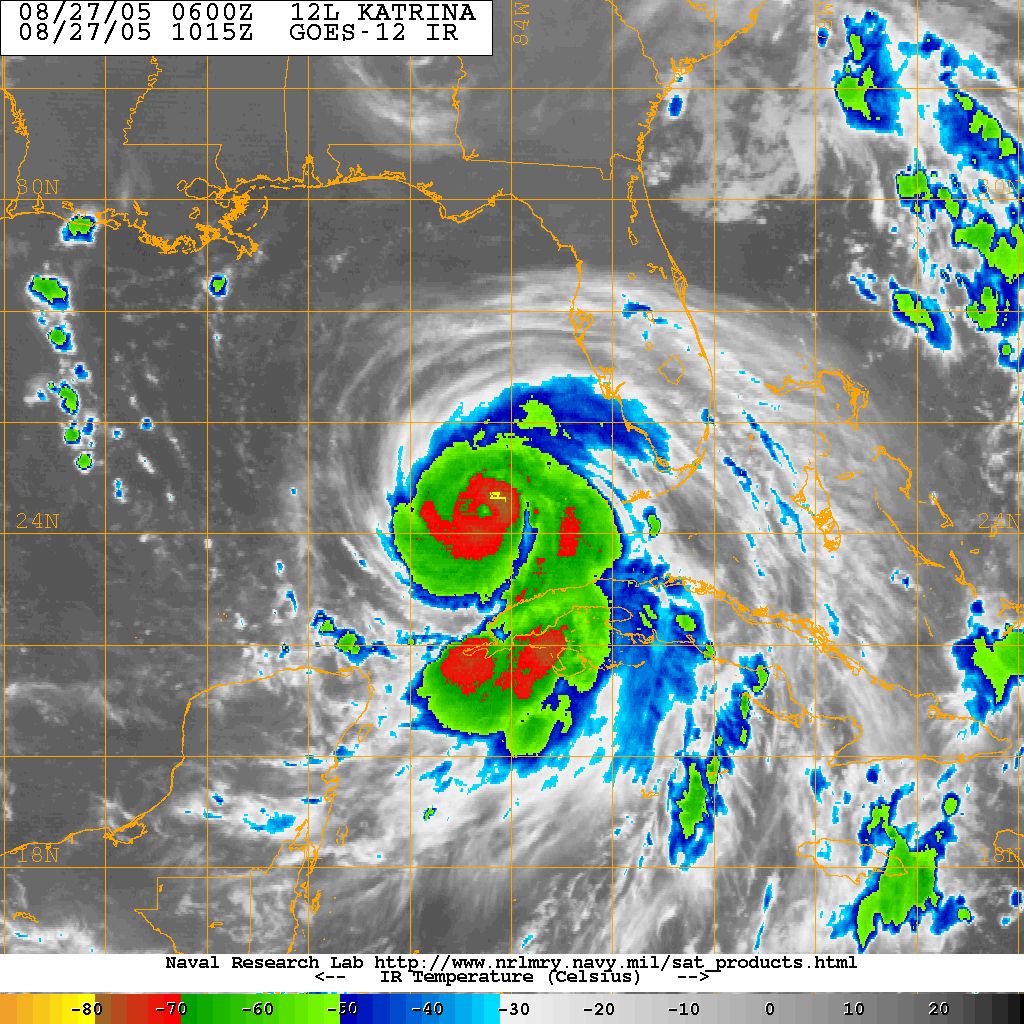 08/27/05 0600Z 12L KATRINA
08/27/05 1015Z GOES-12 IR
84W
30N
30N
24N
24N
18N
18N
Naval Research Lab http://www.nrlmry.navy.mil/sat_products.html
<-- IR Temperature (Celsius) -->
-80 -70 -60 -50 -40 -30 -20 -10 0 10 20